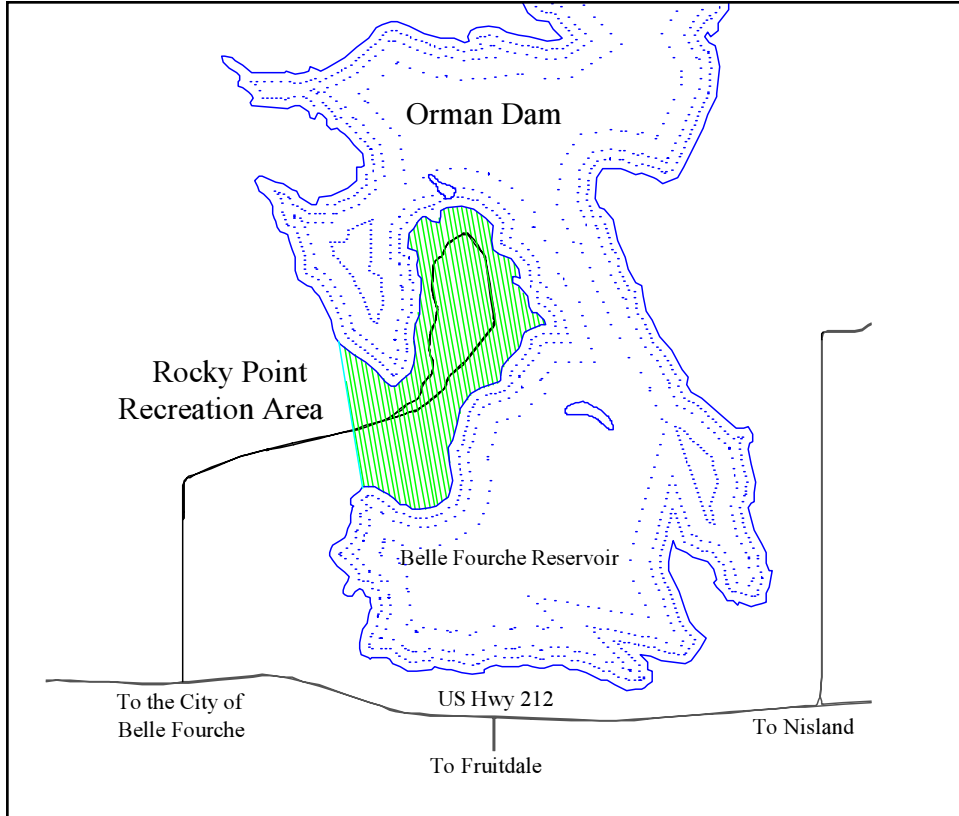 Orman Dam
Rocky Point
Recreation Area
Belle Fourche Reservoir
US Hwy 212
To the City of
Belle Fourche
To Nisland
To Fruitdale